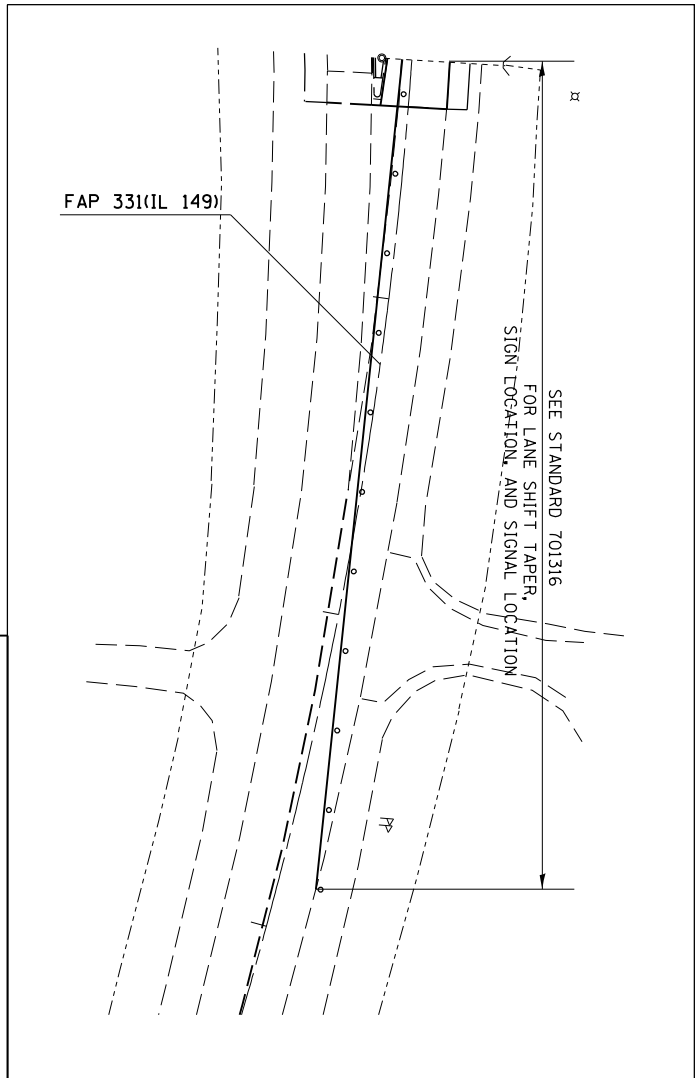 FAP 331(IL 149)
SEE STANDARD 701316
FOR LANE SHIFT TAPER,
SIGN LOCATION, AND SIGNAL LOCATION